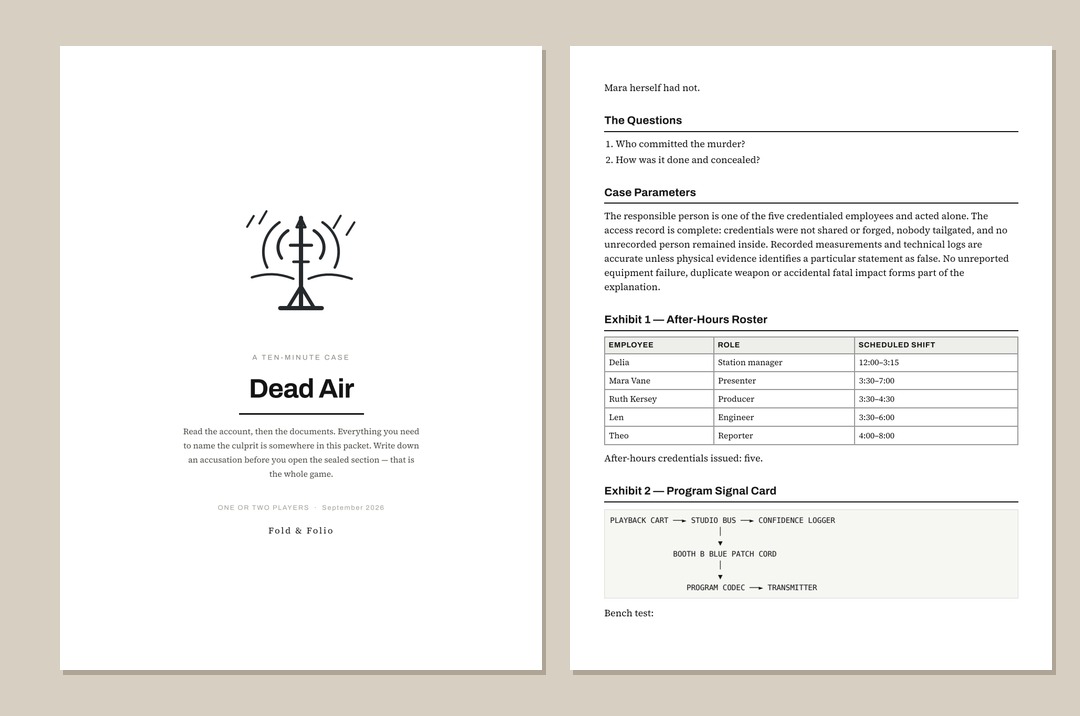 A TEN-MINUTE CASE
Dead Air
Read the account, then the documents. Everything you need
to name the culprit is somewhere in this packet. Write down
an accusation before you open the sealed section — that is
the whole game.
ONE OR TWO PLAYERS · September 2026
Fold & Folio
Mara herself had not.
The Questions
1. Who committed the murder?
2. How was it done and concealed?
Case Parameters
The responsible person is one of the five credentialed employees and acted alone. The
access record is complete: credentials were not shared or forged, nobody tailgated, and no
unrecorded person remained inside. Recorded measurements and technical logs are
accurate unless physical evidence identifies a particular statement as false. No unreported
equipment failure, duplicate weapon or accidental fatal impact forms part of the
explanation.
Exhibit 1 — After-Hours Roster
EMPLOYEE ROLE SCHEDULED SHIFT
Delia Station manager 12:00–3:15
Mara Vane Presenter 3:30–7:00
Ruth Kersey Producer 3:30–4:30
Len Engineer 3:30–6:00
Theo Reporter 4:00–8:00
After-hours credentials issued: five.
Exhibit 2 — Program Signal Card
PLAYBACK CART ─► STUDIO BUS ─► CONFIDENCE LOGGER
│
▼
BOOTH B BLUE PATCH CORD
│
▼
PROGRAM CODEC ─► TRANSMITTER
Bench test: